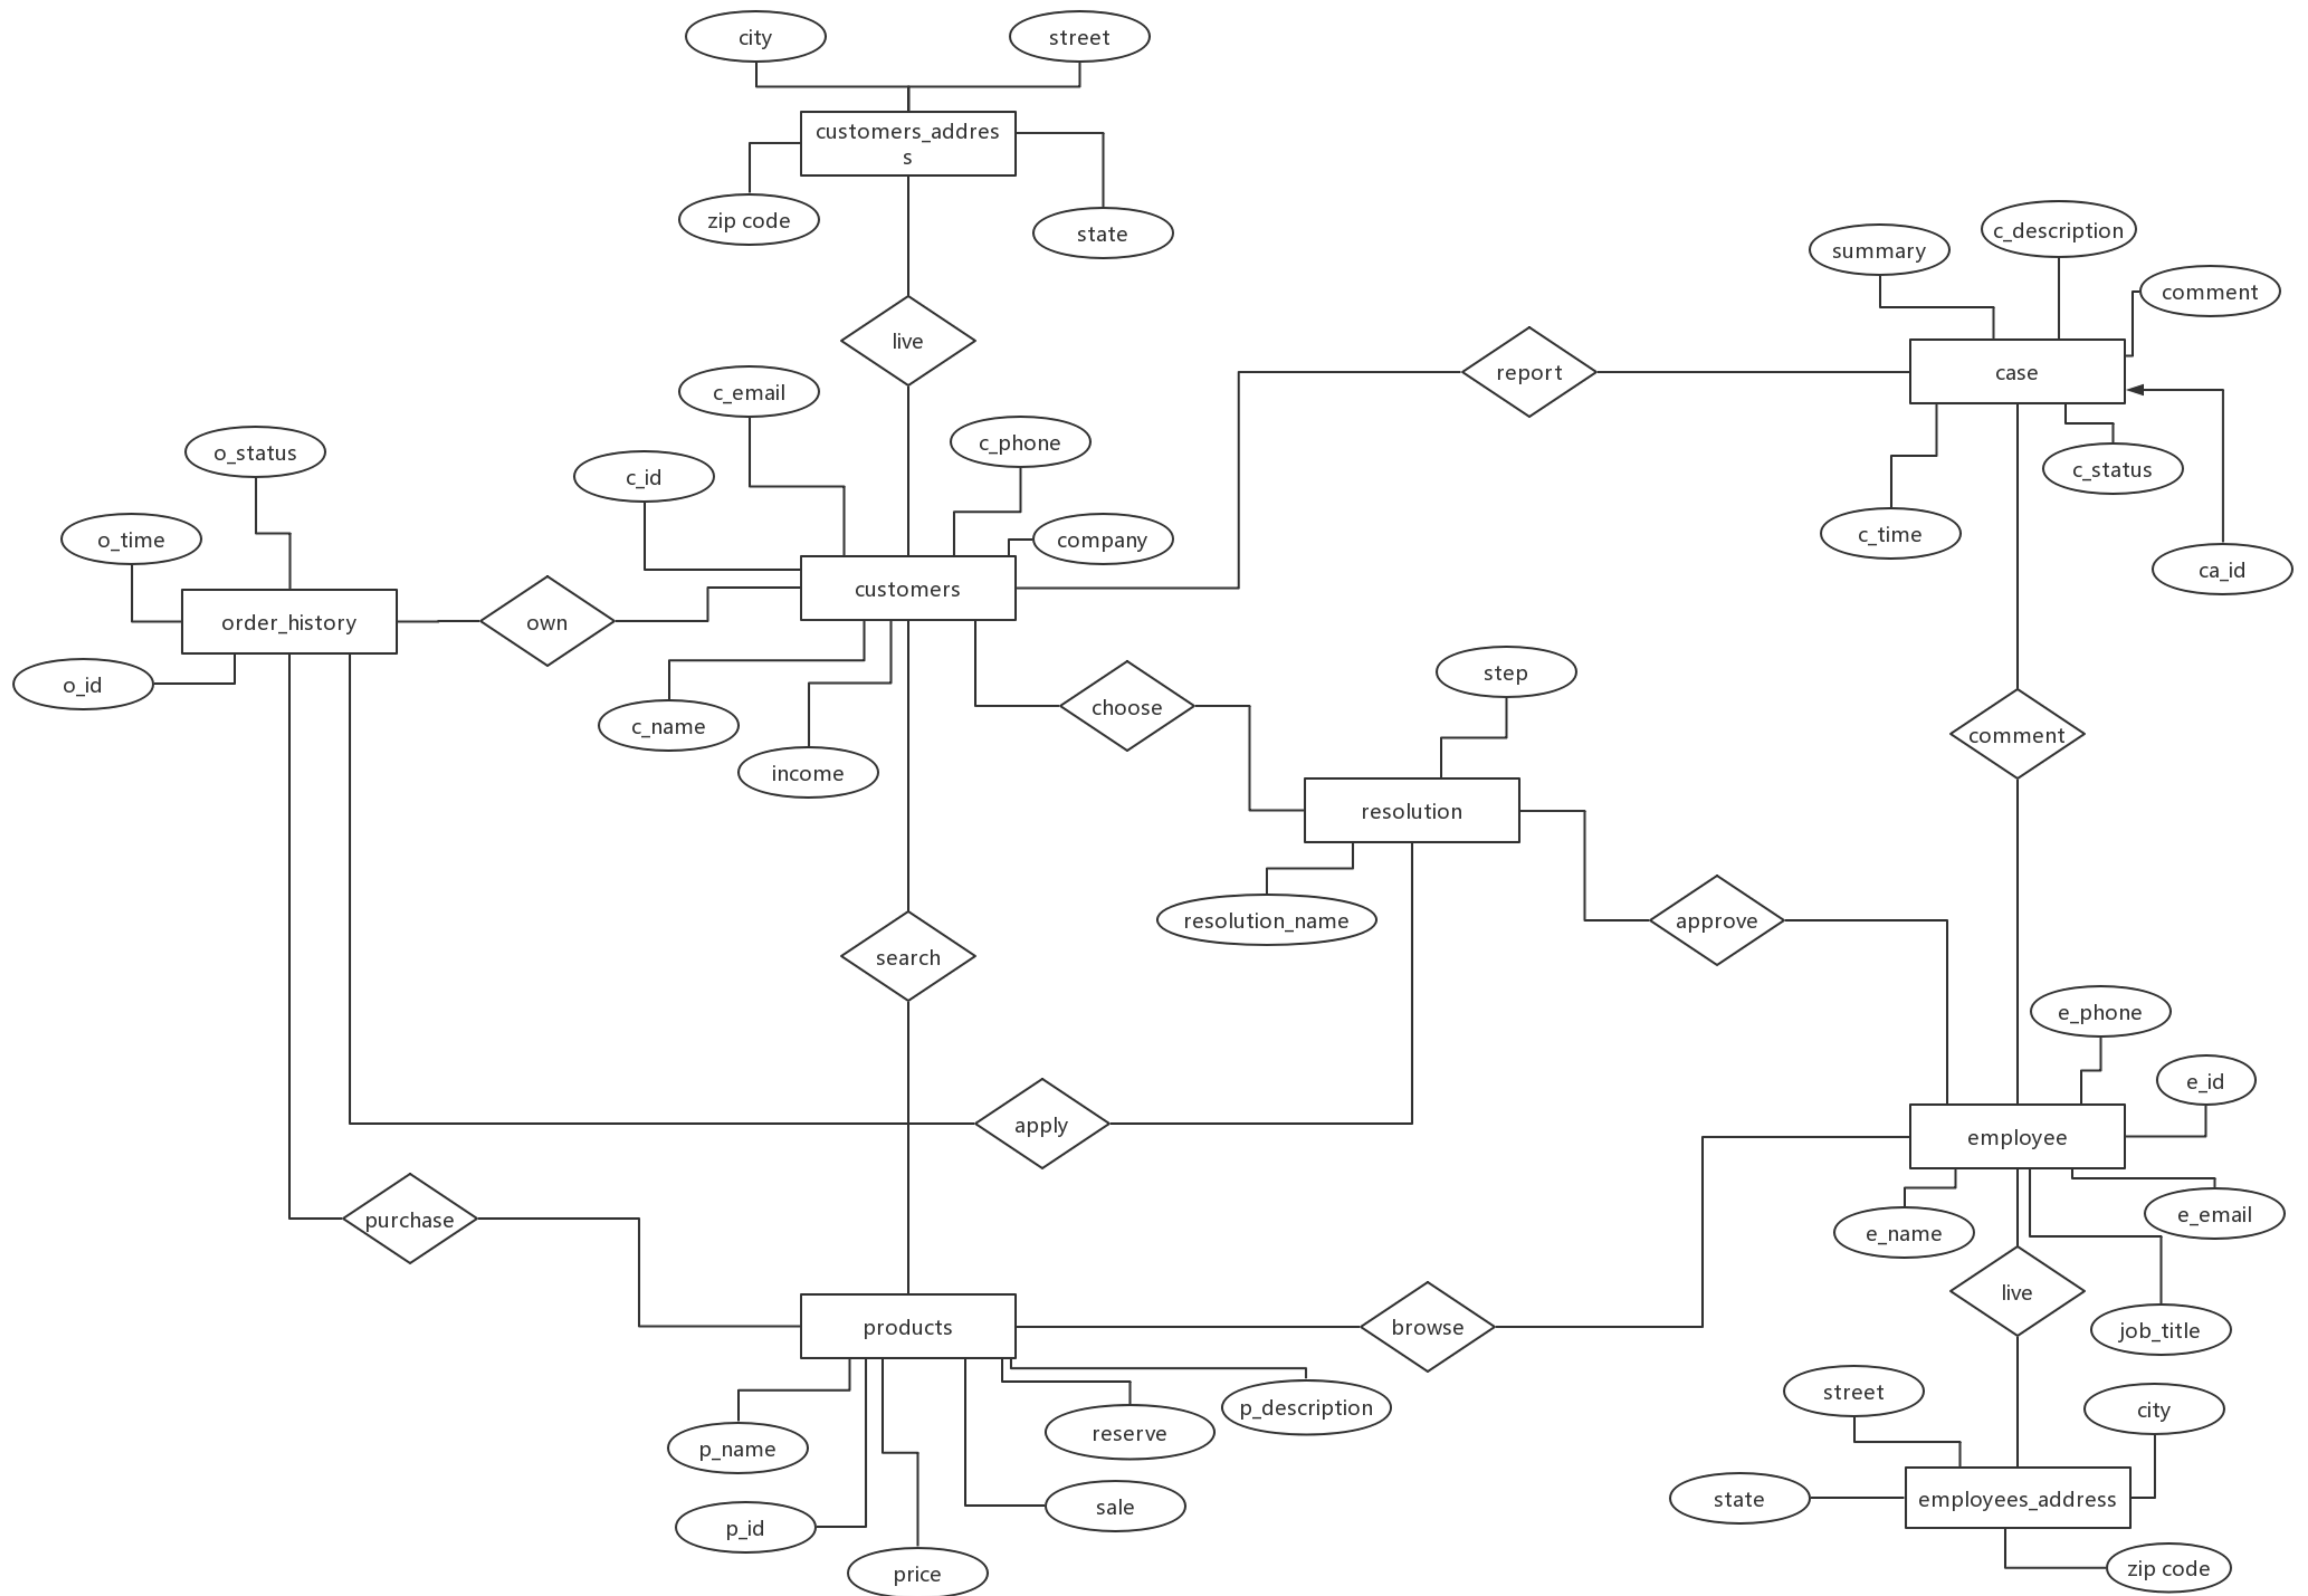 city
street
customers_addres
s
zip code
state
summary
c_description
comment
live
report
case
c_email
c_phone
o_status
c_id
c_status
o_time
company
c_time
ca_id
customers
order_history
own
step
o_id
choose
c_name
comment
income
resolution
resolution_name
approve
search
e_phone
e_id
apply
employee
purchase
e_name
e_email
live
products
browse
job_title
street
city
p_description
reserve
p_name
state
employees_address
sale
p_id
zip code
price